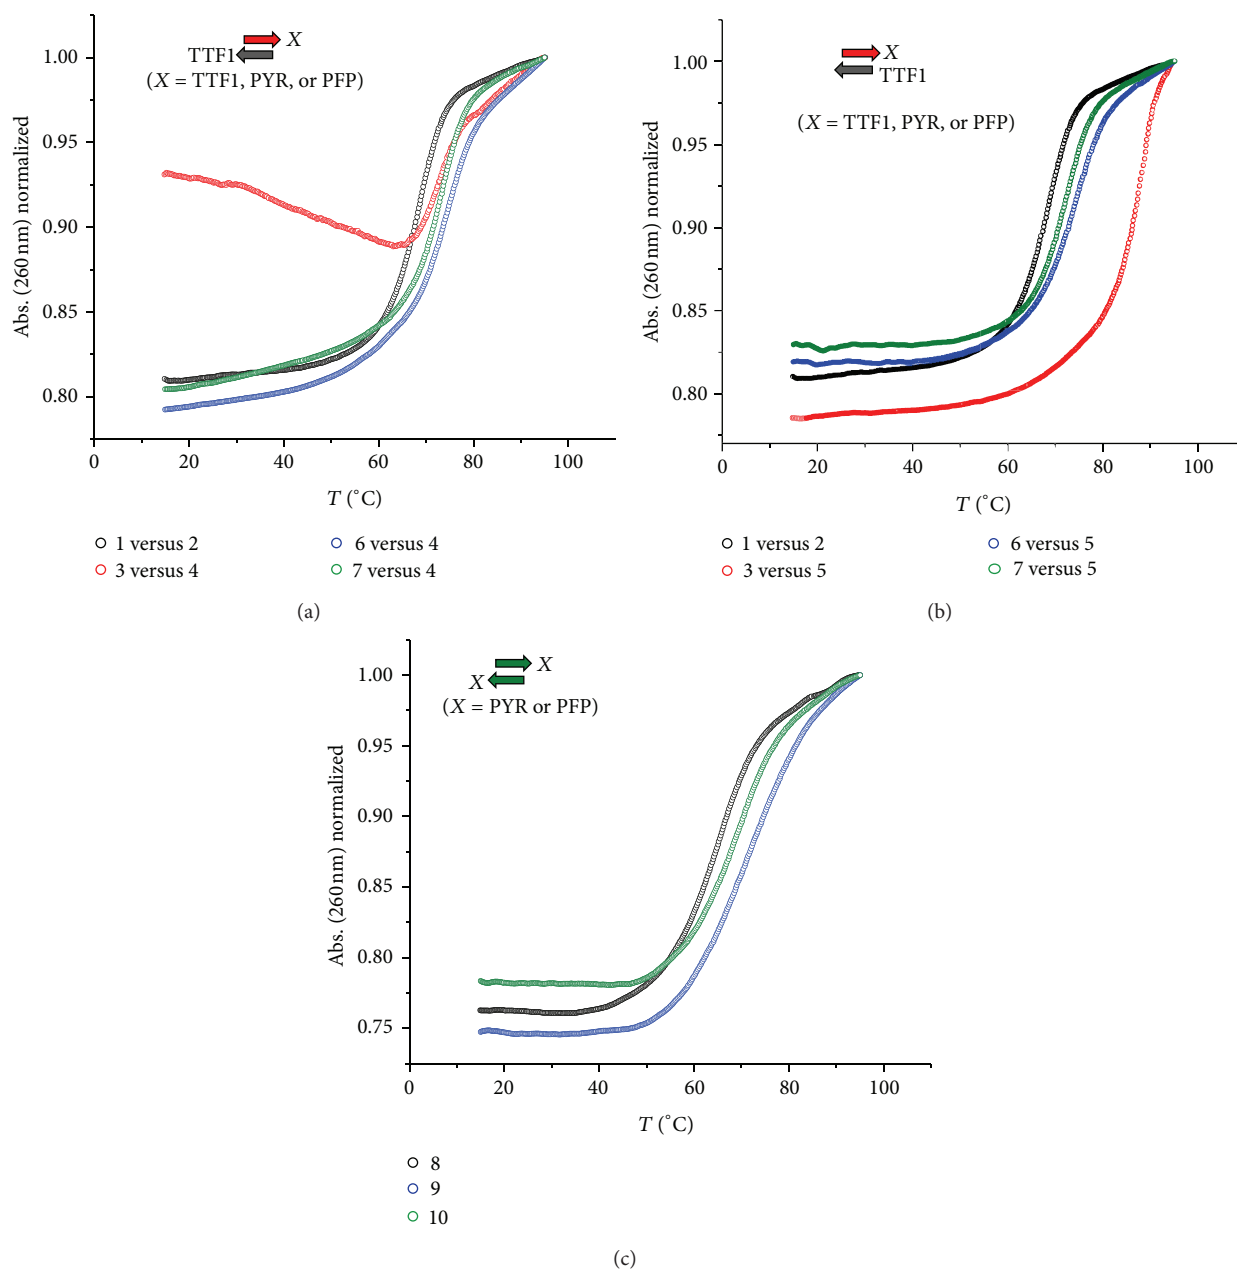 X
TTF1
(X = TTF1, PYR, or PFP)
Abs. (260 nm) normalized
1.00
0.95
0.90
0.85
0.80
0 20 40 60 80 100
T (°C)
1 versus 2
3 versus 4
6 versus 4
7 versus 4
(a)
X
TTF1
(X = TTF1, PYR, or PFP)
Abs. (260 nm) normalized
1.00
0.95
0.90
0.85
0.80
0 20 40 60 80 100
T (°C)
1 versus 2
3 versus 5
6 versus 5
7 versus 5
(b)
X
X
(X = PYR or PFP)
Abs. (260 nm) normalized
1.00
0.95
0.90
0.85
0.80
0.75
0 20 40 60 80 100
T (°C)
8
9
10
(c)